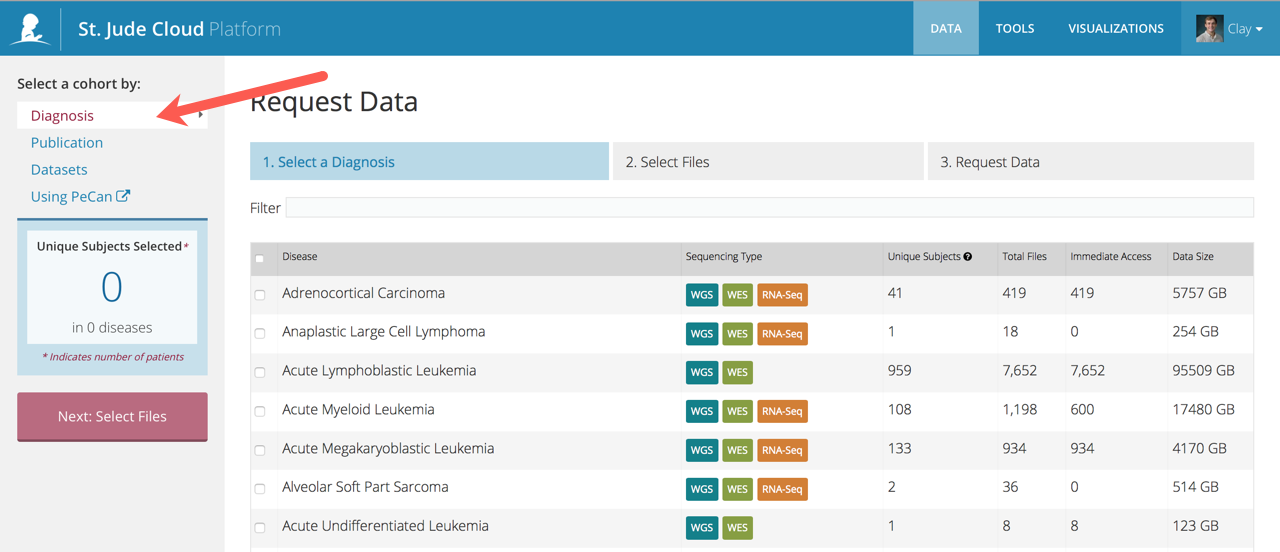 St. Jude Cloud Platform
DATA
TOOLS
VISUALIZATIONS
Clay
Select a cohort by:
Diagnosis
Publication
Datasets
Using PeCan
Unique Subjects Selected*
0
in 0 diseases
* Indicates number of patients
Next: Select Files
Request Data
1. Select a Diagnosis
2. Select Files
3. Request Data
Filter
Disease Sequencing Type Unique Subjects Total Files Immediate Access Data Size
Adrenocortical Carcinoma WGS WES RNA-Seq 41 419 419 5757 GB
Anaplastic Large Cell Lymphoma WGS WES RNA-Seq 1 18 0 254 GB
Acute Lymphoblastic Leukemia WGS WES 959 7,652 7,652 95509 GB
Acute Myeloid Leukemia WGS WES RNA-Seq 108 1,198 600 17480 GB
Acute Megakaryoblastic Leukemia WGS WES RNA-Seq 133 934 934 4170 GB
Alveolar Soft Part Sarcoma WGS WES RNA-Seq 2 36 0 514 GB
Acute Undifferentiated Leukemia WGS WES 1 8 8 123 GB